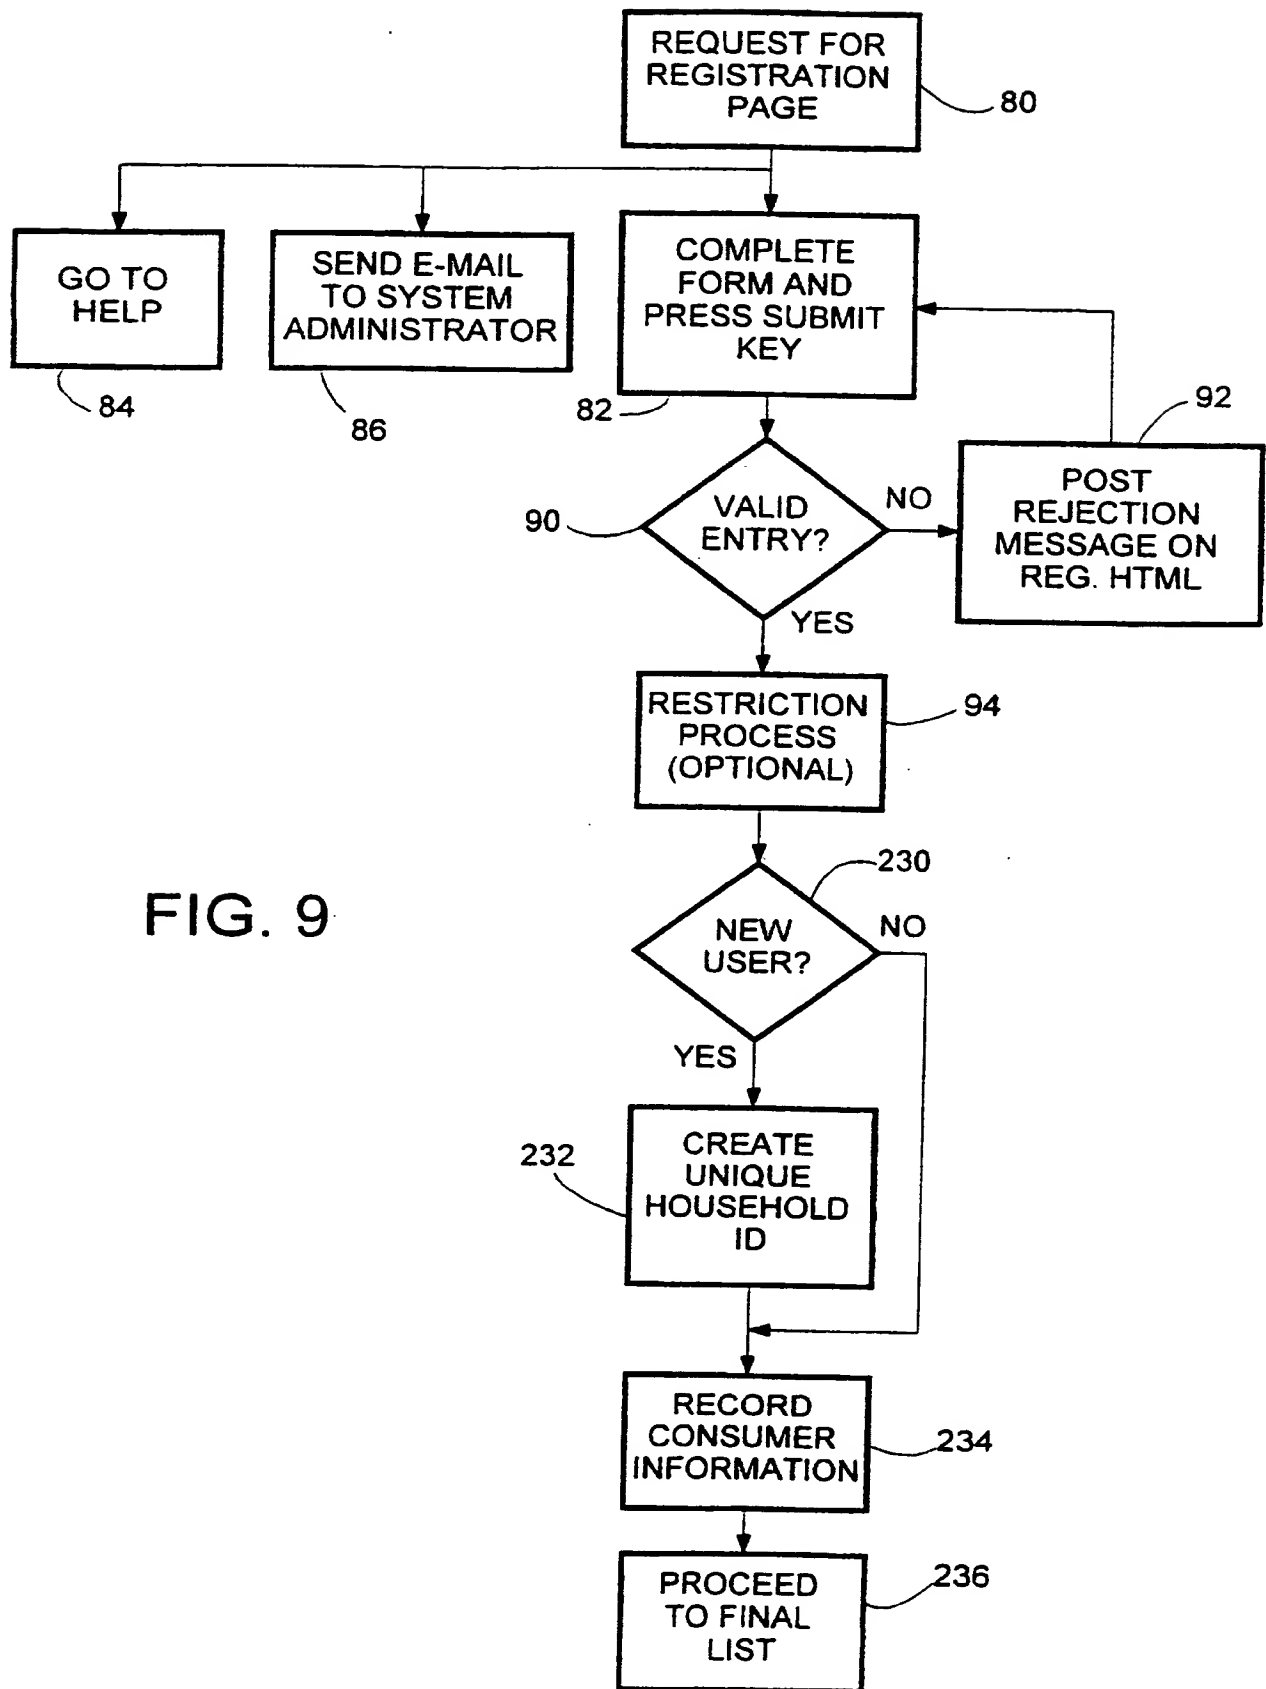 REQUEST FOR
REGISTRATION
PAGE
80
GO TO
HELP
84
SEND E-MAIL
TO SYSTEM
ADMINISTRATOR
86
COMPLETE
FORM AND
PRESS SUBMIT
KEY
82
92
POST
REJECTION
MESSAGE ON
REG. HTML
90
VALID
ENTRY?
NO
YES
RESTRICTION
PROCESS
(OPTIONAL)
94
230
NEW
USER?
NO
YES
FIG. 9
232
CREATE
UNIQUE
HOUSEHOLD
ID
RECORD
CONSUMER
INFORMATION
234
PROCEED
TO FINAL
LIST
236